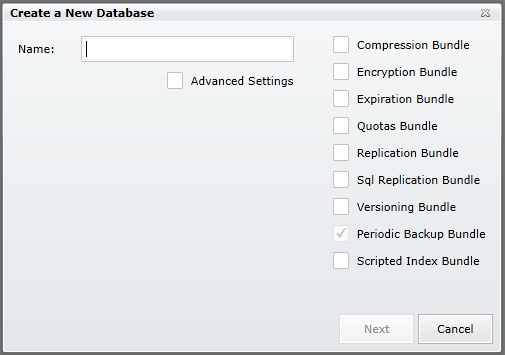 Create a New Database
Name:
Advanced Settings
Compression Bundle
Encryption Bundle
Expiration Bundle
Quotas Bundle
Replication Bundle
Sql Replication Bundle
Versioning Bundle
Periodic Backup Bundle
Scripted Index Bundle
Next
Cancel